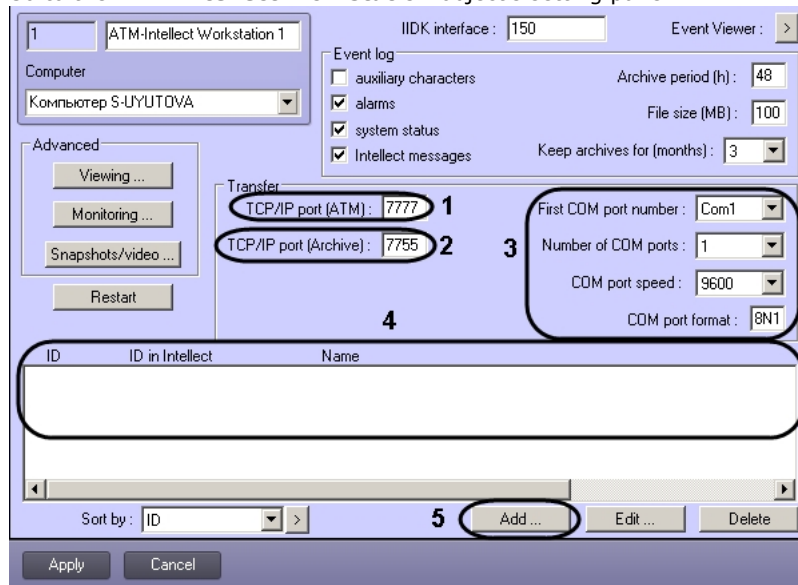 1
ATM-Intellect Workstation 1
IIDK interface : 150
Event Viewer : >
Computer
Компьютер S-UYUTOVA
Event log
auxiliary characters
alarms
system status
Intellect messages
Archive period (h) : 48
File size (MB) : 100
Keep archives for (months) : 3
Advanced
Viewing ...
Monitoring ...
Snapshots/video ...
Restart
Transfer
TCP/IP port (ATM) : 7777 1
TCP/IP port (Archive) : 7755 2
3
First COM port number : Com1
Number of COM ports : 1
COM port speed : 9600
COM port format : 8N1
4
ID ID in Intellect Name
Sort by : ID >
5 Add ... Edit ... Delete
Apply Cancel